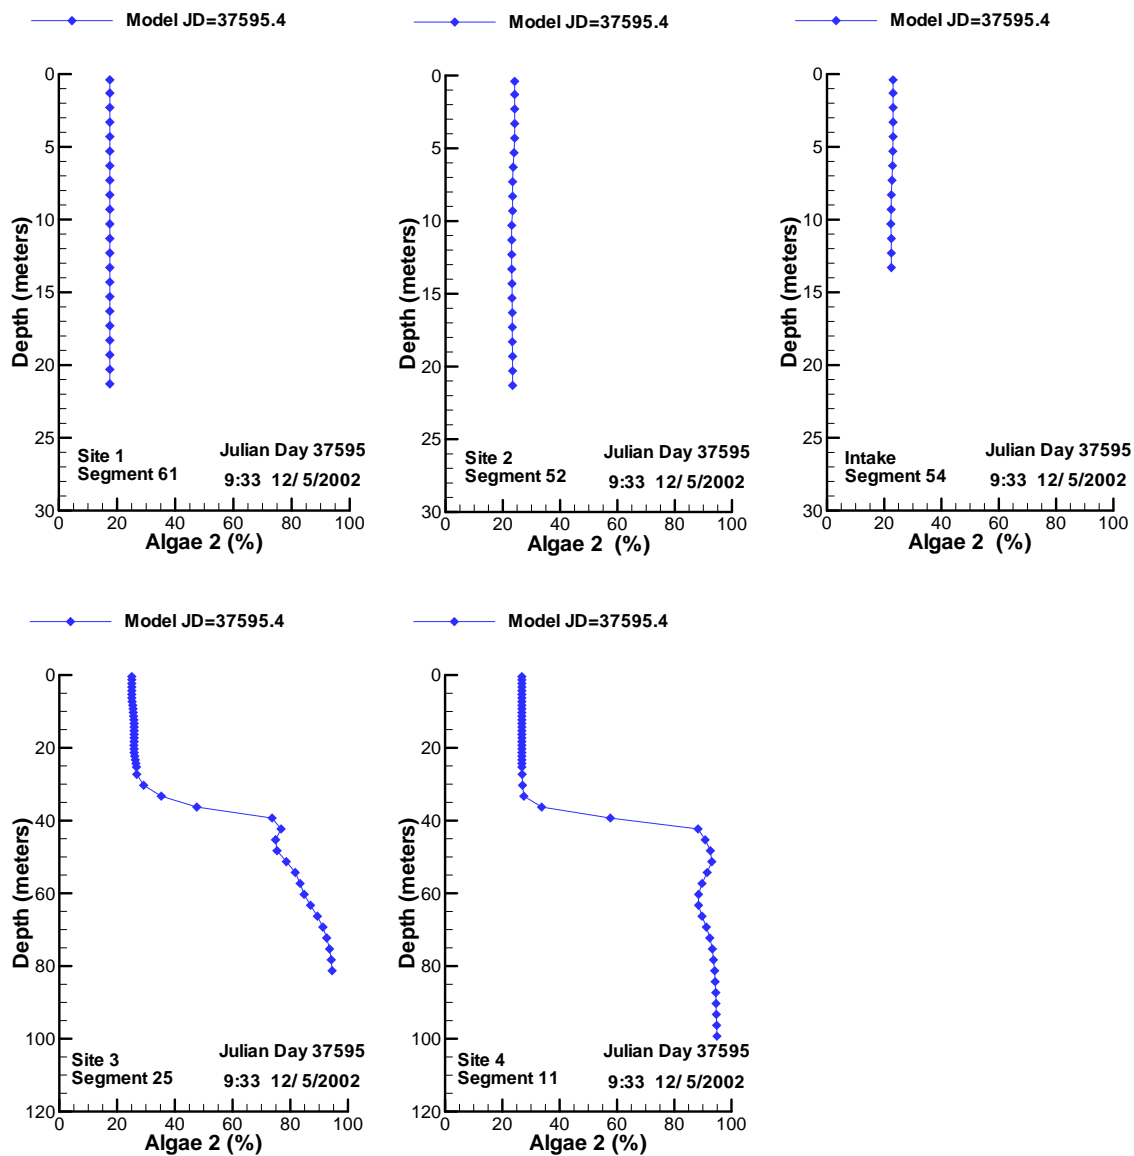 Model JD=37595.4
Model JD=37595.4
Model JD=37595.4
0
5
10
15
20
25
30
Depth (meters)
Site 1
Segment 61
Julian Day 37595
9:33 12/ 5/2002
0 20 40 60 80 100
Algae 2 (%)
0
5
10
15
20
25
30
Depth (meters)
Site 2
Segment 52
Julian Day 37595
9:33 12/ 5/2002
0 20 40 60 80 100
Algae 2 (%)
0
5
10
15
20
25
30
Depth (meters)
Intake
Segment 54
Julian Day 37595
9:33 12/ 5/2002
0 20 40 60 80 100
Algae 2 (%)
Model JD=37595.4
Model JD=37595.4
0
20
40
60
80
100
120
Depth (meters)
Site 3
Segment 25
Julian Day 37595
9:33 12/ 5/2002
0 20 40 60 80 100
Algae 2 (%)
0
20
40
60
80
100
120
Depth (meters)
Site 4
Segment 11
Julian Day 37595
9:33 12/ 5/2002
0 20 40 60 80 100
Algae 2 (%)